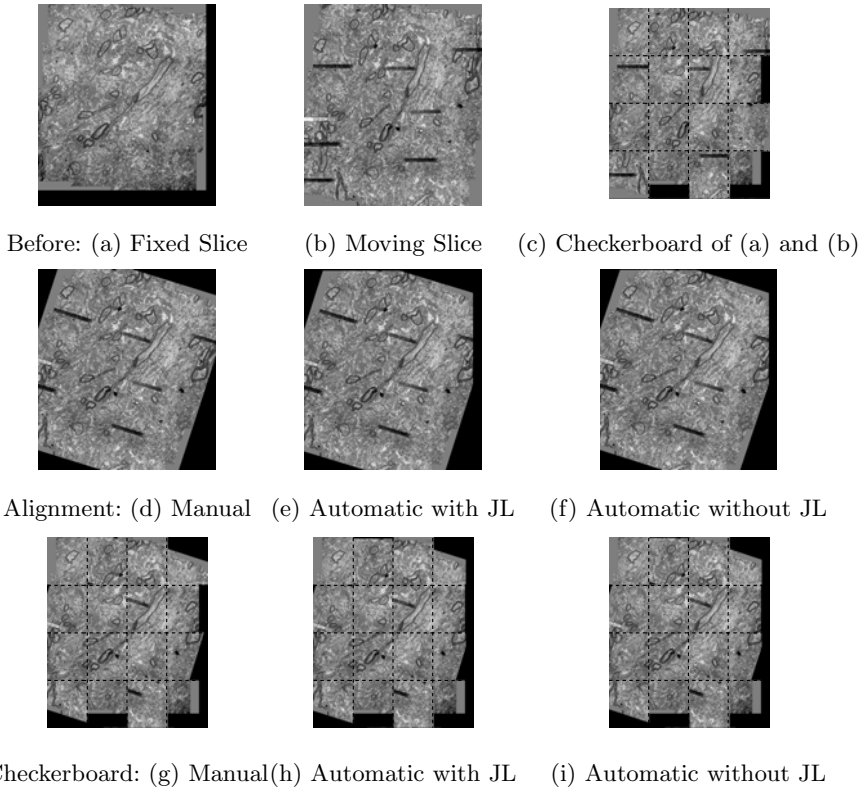 Before: (a) Fixed Slice (b) Moving Slice (c) Checkerboard of (a) and (b)
Alignment: (d) Manual (e) Automatic with JL (f) Automatic without JL
Checkerboard: (g) Manual(h) Automatic with JL (i) Automatic without JL